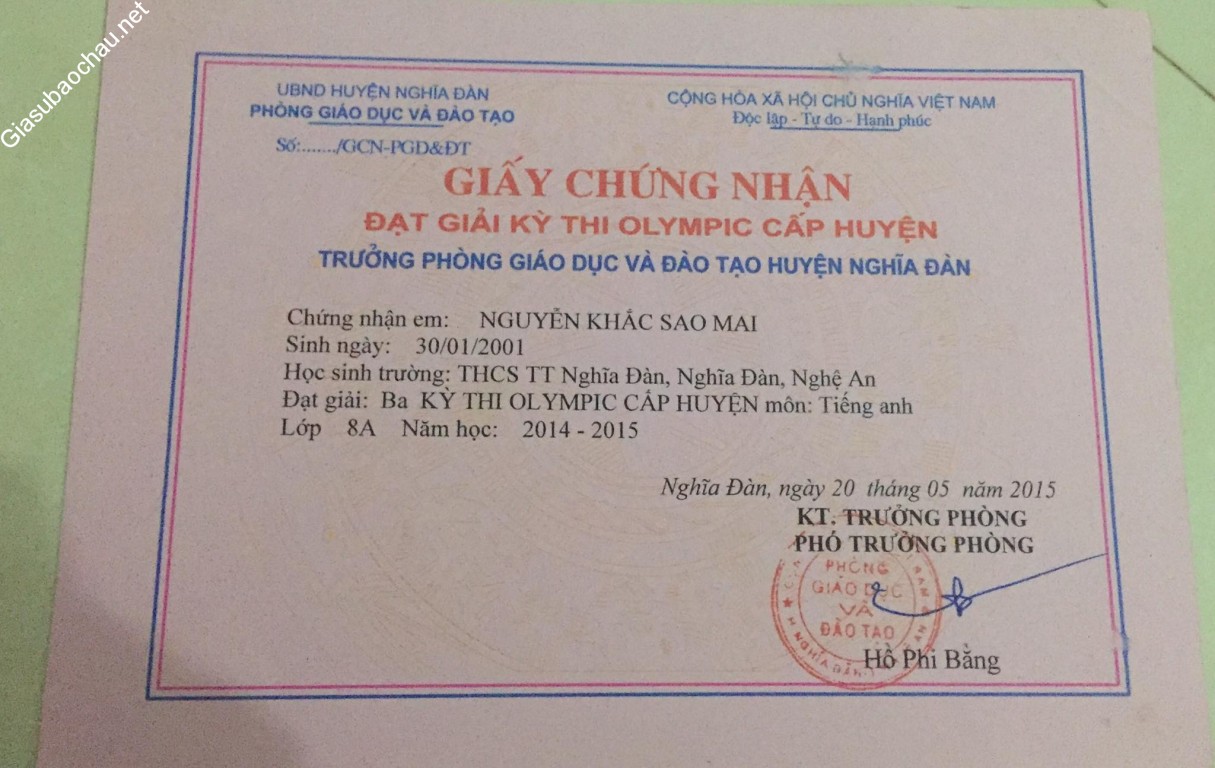 Giasubaochau.net
UBND HUYỆN NGHĨA ĐÀN
PHÒNG GIÁO DỤC VÀ ĐÀO TẠO
Số:......./GCN-PGD&ĐT
CỘNG HÒA XÃ HỘI CHỦ NGHĨA VIỆT NAM
Độc lập - Tự do - Hạnh phúc
GIẤY CHỨNG NHẬN
ĐẠT GIẢI KỲ THI OLYMPIC CẤP HUYỆN
TRƯỞNG PHÒNG GIÁO DỤC VÀ ĐÀO TẠO HUYỆN NGHĨA ĐÀN
Chứng nhận em: NGUYỄN KHẮC SAO MAI
Sinh ngày: 30/01/2001
Học sinh trường: THCS TT Nghĩa Đàn, Nghĩa Đàn, Nghệ An
Đạt giải: Ba KỲ THI OLYMPIC CẤP HUYỆN môn: Tiếng anh
Lớp 8A Năm học: 2014 - 2015
Nghĩa Đàn, ngày 20 tháng 05 năm 2015
KT. TRƯỞNG PHÒNG
PHÓ TRƯỞNG PHÒNG
PHÒNG
GIÁO DỤC
VÀ
ĐÀO TẠO
Hồ Phi Bằng